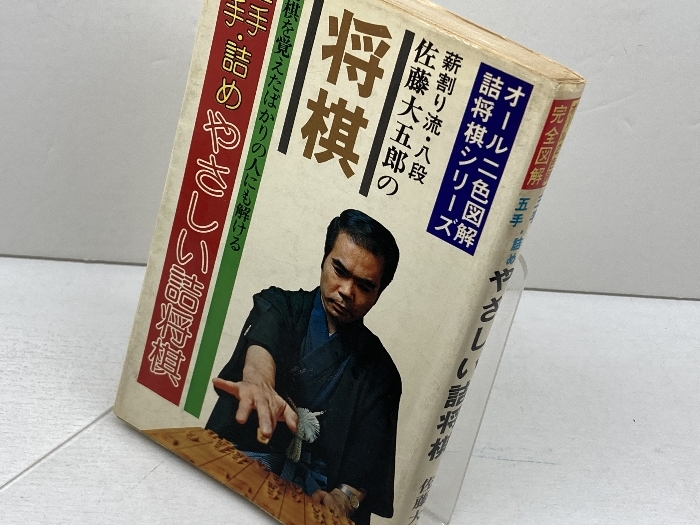 オール二色図解
詰将棋シリーズ
薪割り流・八段
佐藤大五郎の
将棋
棋を覚えたばかりの人にも解ける
手・詰め やさしい詰将棋
完全図解
五手・詰め
やさしい詰将棋
佐藤大